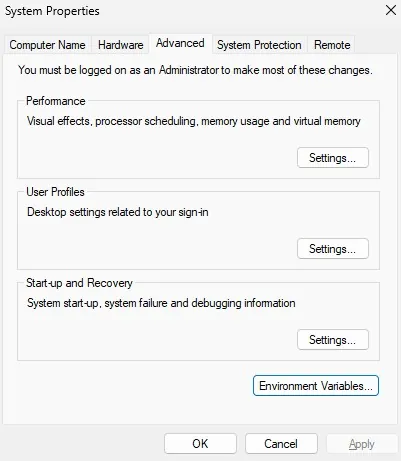 System Properties
Computer Name Hardware Advanced System Protection Remote
You must be logged on as an Administrator to make most of these changes.
Performance
Visual effects, processor scheduling, memory usage and virtual memory
Settings...
User Profiles
Desktop settings related to your sign-in
Settings...
Start-up and Recovery
System start-up, system failure and debugging information
Settings...
Environment Variables...
OK Cancel Apply